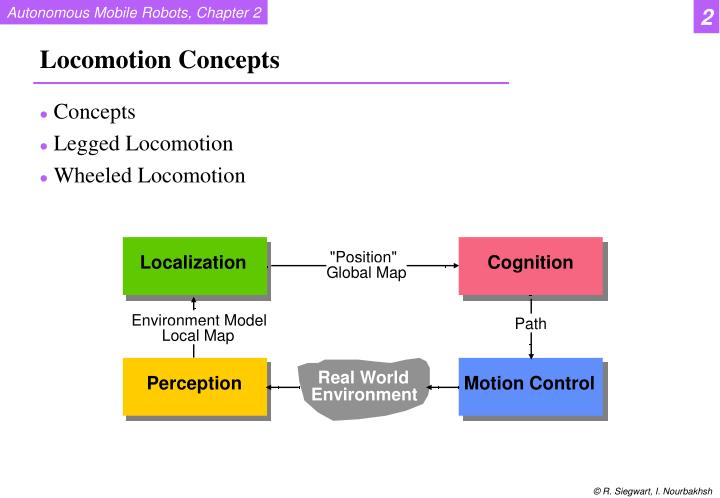 Autonomous Mobile Robots, Chapter 2
2
Locomotion Concepts
Concepts
Legged Locomotion
Wheeled Locomotion
Localization
"Position"
Global Map
Cognition
Environment Model
Local Map
Path
Perception
Real World
Environment
Motion Control
© R. Siegwart, I. Nourbakhsh